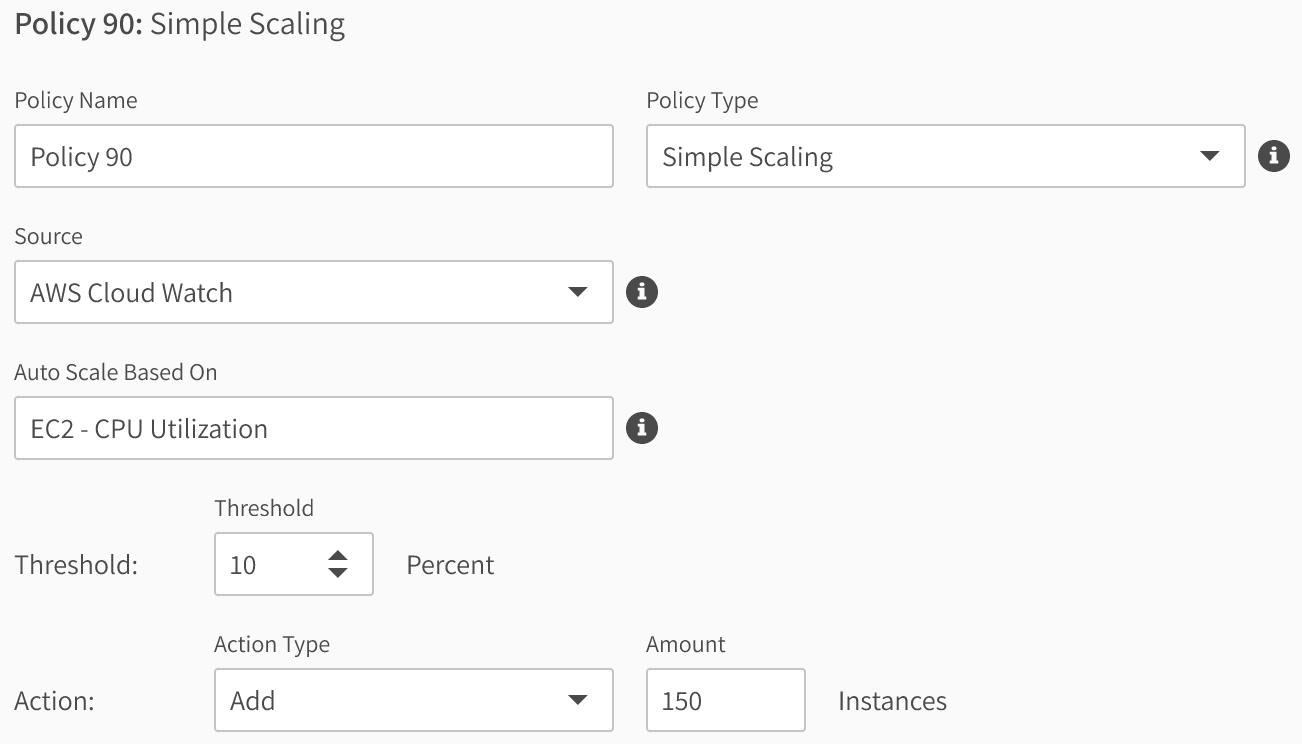 Policy 90: Simple Scaling
Policy Name
Policy Type
Policy 90
Simple Scaling
Source
AWS Cloud Watch
Auto Scale Based On
EC2 - CPU Utilization
Threshold
Threshold: 10 Percent
Action Type
Amount
Action: Add 150 Instances